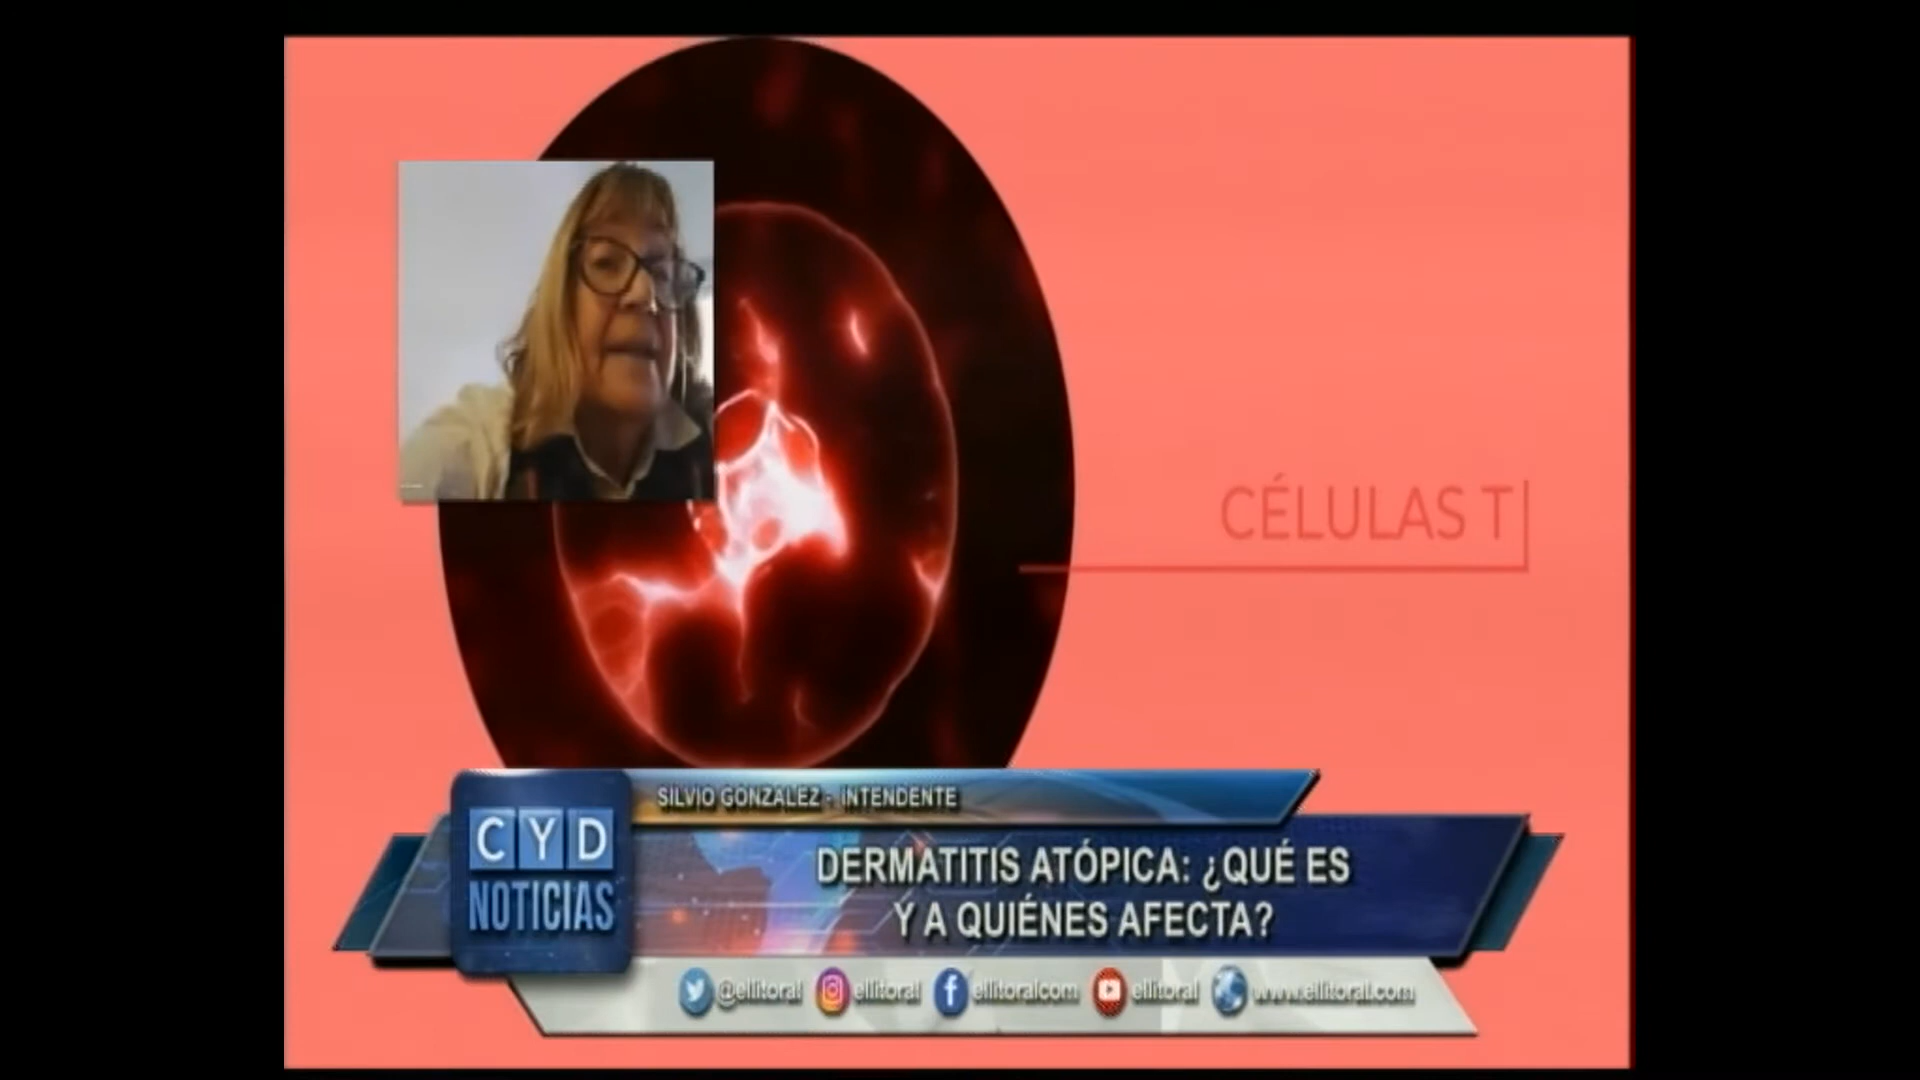 CÉLULAS T
SILVIO GONZALEZ - INTENDENTE
CYD
NOTICIAS
DERMATITIS ATÓPICA: ¿QUÉ ES
Y A QUIÉNES AFECTA?
@ellitoral ellitoral ellitoralcom ellitoral www.ellitoral.com